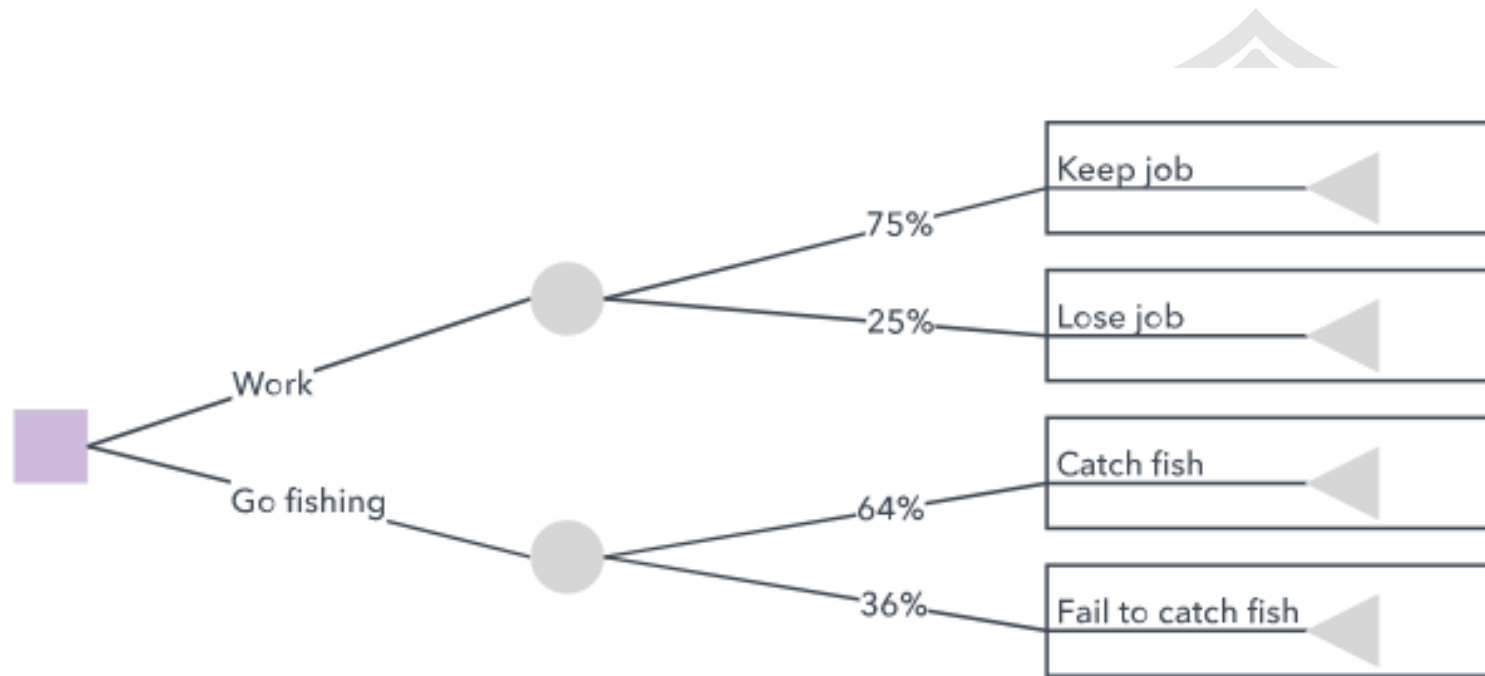 Keep job
75%
25%
Lose job
Work
Go fishing
Catch fish
64%
36%
Fail to catch fish